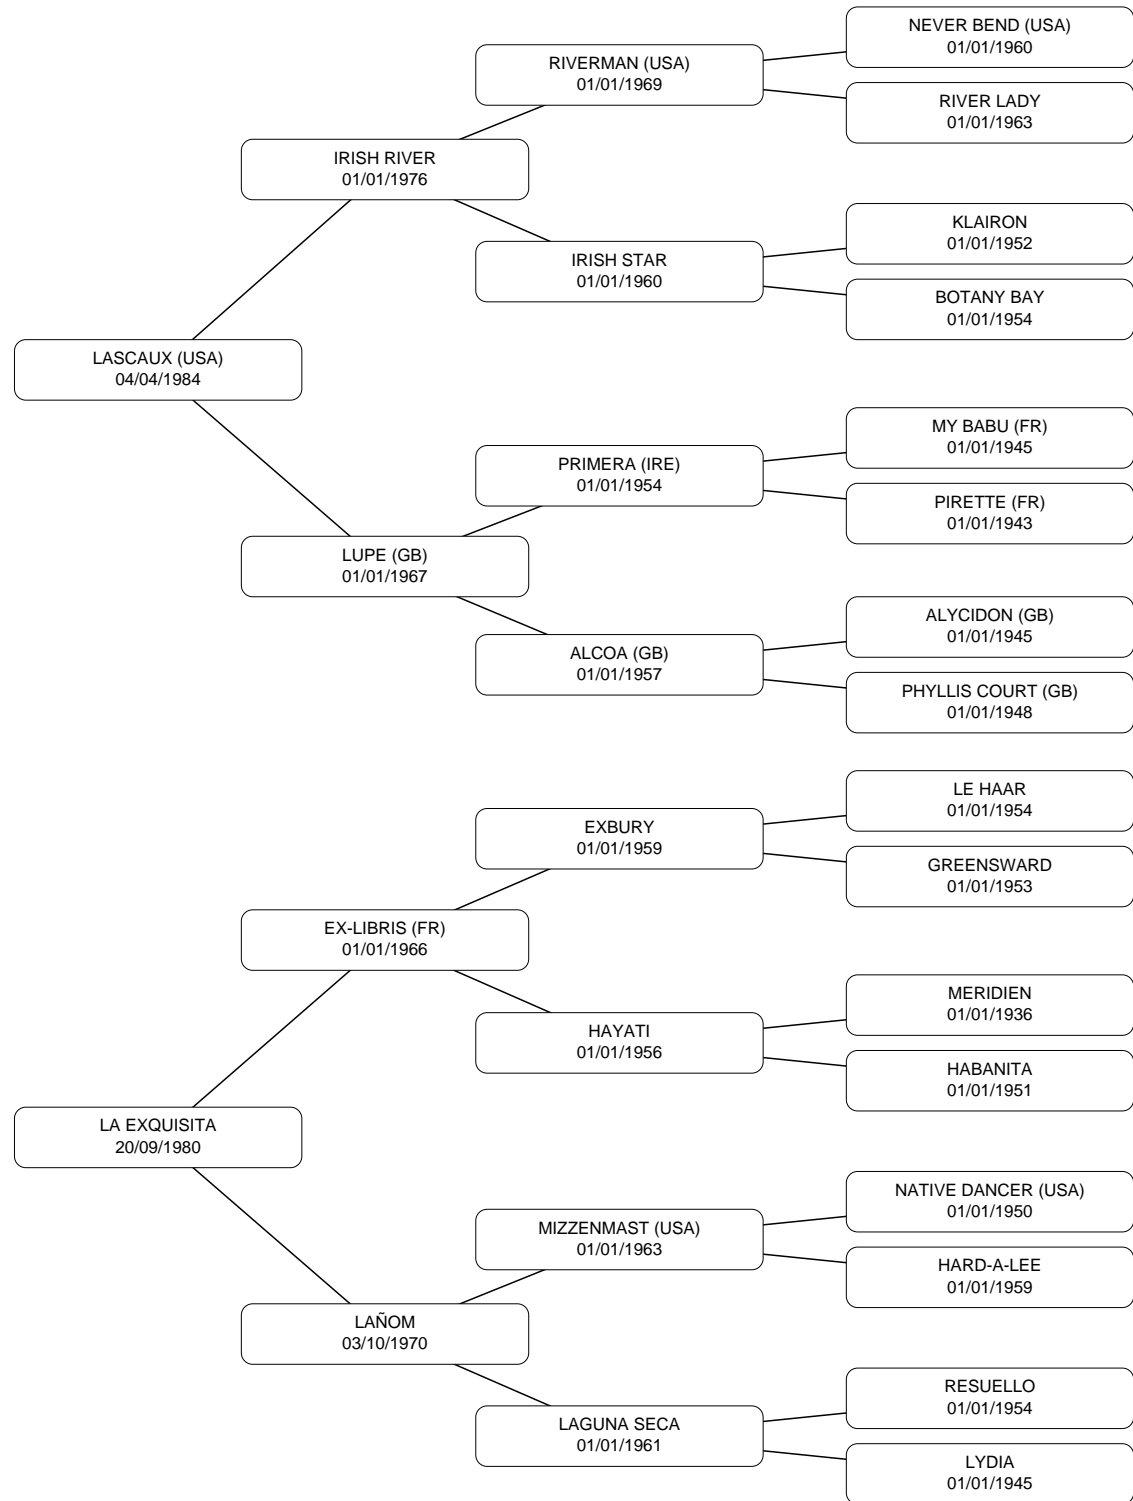 NEVER BEND (USA)
01/01/1960
RIVERMAN (USA)
01/01/1969
RIVER LADY
01/01/1963
IRISH RIVER
01/01/1976
KLAIRON
01/01/1952
IRISH STAR
01/01/1960
BOTANY BAY
01/01/1954
LASCAUX (USA)
04/04/1984
MY BABU (FR)
01/01/1945
PRIMERA (IRE)
01/01/1954
PIRETTE (FR)
01/01/1943
LUPE (GB)
01/01/1967
ALYCIDON (GB)
01/01/1945
ALCOA (GB)
01/01/1957
PHYLLIS COURT (GB)
01/01/1948
LE HAAR
01/01/1954
EXBURY
01/01/1959
GREENSWARD
01/01/1953
EX-LIBRIS (FR)
01/01/1966
MERIDIEN
01/01/1936
HAYATI
01/01/1956
HABANITA
01/01/1951
LA EXQUISITA
20/09/1980
NATIVE DANCER (USA)
01/01/1950
MIZZENMAST (USA)
01/01/1963
HARD-A-LEE
01/01/1959
LAÑOM
03/10/1970
RESUELLO
01/01/1954
LAGUNA SECA
01/01/1961
LYDIA
01/01/1945